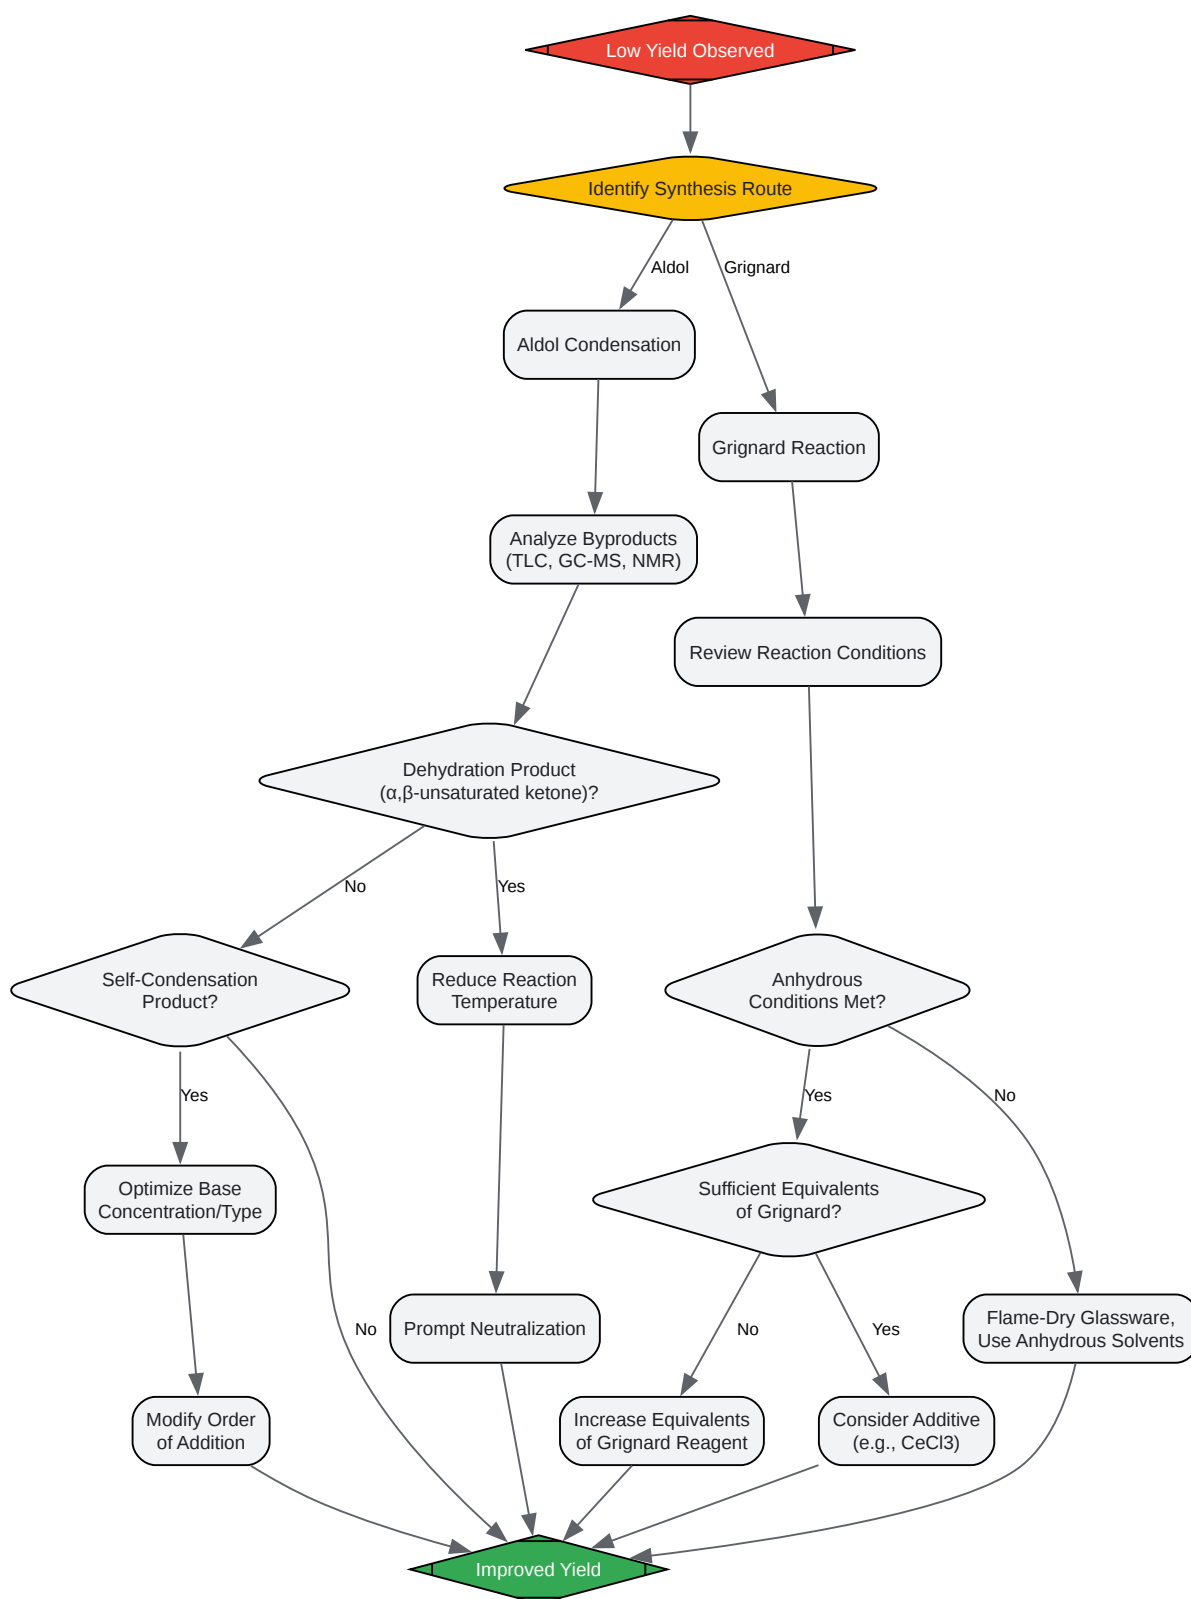 Low Yield Observed
Identify Synthesis Route
Aldol
Grignard
Aldol Condensation
Grignard Reaction
Analyze Byproducts
(TLC, GC-MS, NMR)
Review Reaction Conditions
Dehydration Product
(α,β-unsaturated ketone)?
No
Yes
Self-Condensation
Product?
Reduce Reaction
Temperature
Anhydrous
Conditions Met?
Yes
Yes
No
Optimize Base
Concentration/Type
Sufficient Equivalents
of Grignard?
No
Prompt Neutralization
No
Yes
Flame-Dry Glassware,
Use Anhydrous Solvents
Modify Order
of Addition
Increase Equivalents
of Grignard Reagent
Consider Additive
(e.g., CeCl3)
Improved Yield